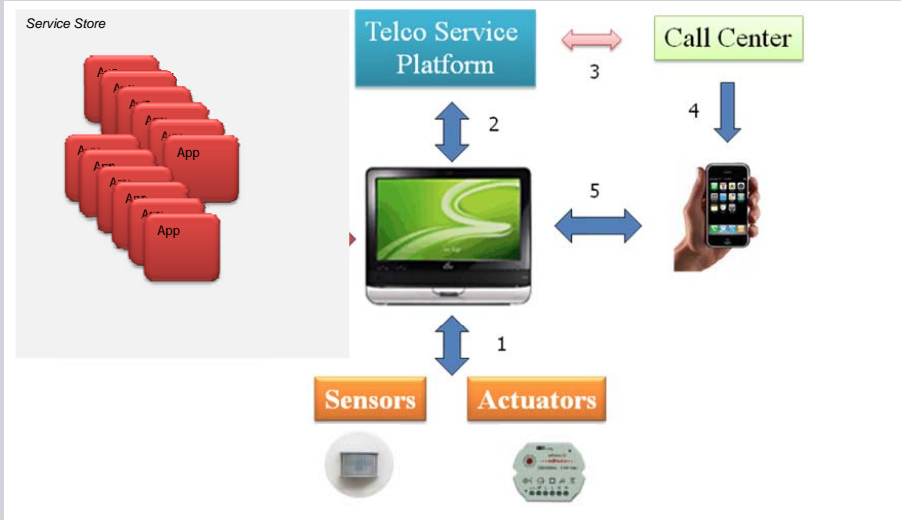 Service Store
Telco Service
Platform
Call Center
3
4
2
App
App
5
1
Sensors
Actuators